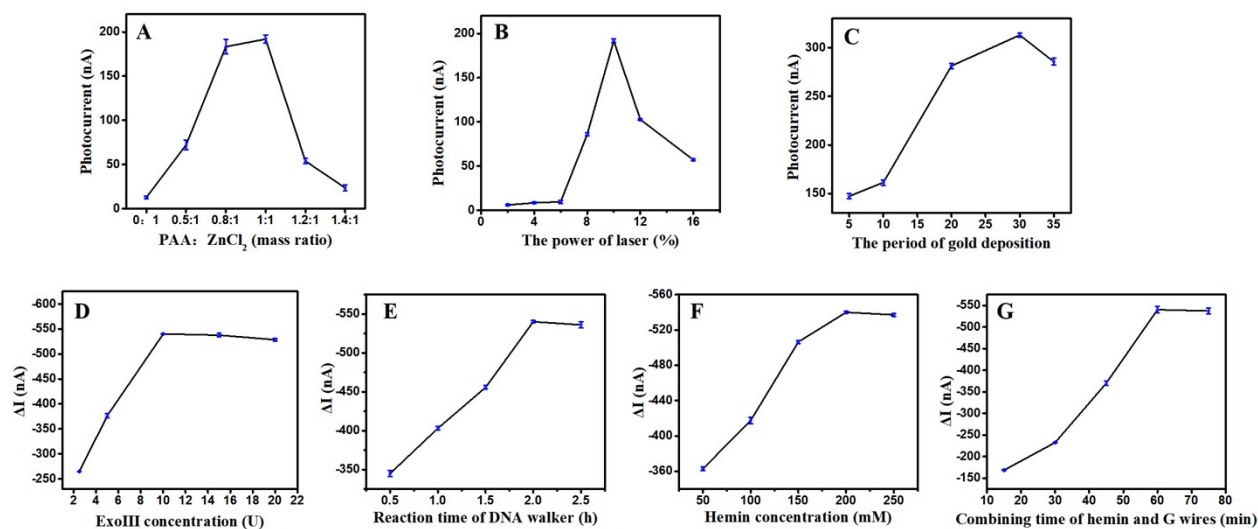 A
Photocurrent (nA)
200
150
100
50
0
0：1 0.5:1 0.8:1 1:1 1.2:1 1.4:1
PAA：ZnCl₂ (mass ratio)
B
Photocurrent (nA)
200
150
100
50
0
0 4 8 12 16
The power of laser (%)
C
Photocurrent (nA)
300
250
200
150
5 10 15 20 25 30 35
The period of gold deposition
D
ΔI (nA)
-600
-550
-500
-450
-400
-350
-300
-250
2 4 6 8 10 12 14 16 18 20 22
ExoIII concentration (U)
E
ΔI (nA)
-550
-500
-450
-400
-350
0.5 1.0 1.5 2.0 2.5
Reaction time of DNA walker (h)
F
ΔI (nA)
-560
-520
-480
-440
-400
-360
50 100 150 200 250
Hemin concentration (mM)
G
ΔI (nA)
-550
-500
-450
-400
-350
-300
-250
-200
-150
10 20 30 40 50 60 70 80
Combining time of hemin and G wires (min)